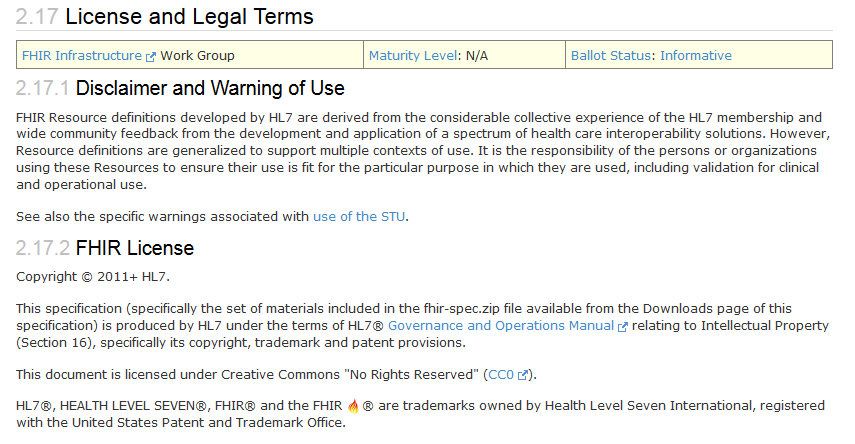 2.17 License and Legal Terms
FHIR Infrastructure Work Group Maturity Level: N/A Ballot Status: Informative
2.17.1 Disclaimer and Warning of Use
FHIR Resource definitions developed by HL7 are derived from the considerable collective experience of the HL7 membership and
wide community feedback from the development and application of a spectrum of health care interoperability solutions. However,
Resource definitions are generalized to support multiple contexts of use. It is the responsibility of the persons or organizations
using these Resources to ensure their use is fit for the particular purpose in which they are used, including validation for clinical
and operational use.
See also the specific warnings associated with use of the STU.
2.17.2 FHIR License
Copyright © 2011+ HL7.
This specification (specifically the set of materials included in the fhir-spec.zip file available from the Downloads page of this
specification) is produced by HL7 under the terms of HL7® Governance and Operations Manual relating to Intellectual Property
(Section 16), specifically its copyright, trademark and patent provisions.
This document is licensed under Creative Commons "No Rights Reserved" (CC0).
HL7®, HEALTH LEVEL SEVEN®, FHIR® and the FHIR 🔥® are trademarks owned by Health Level Seven International, registered
with the United States Patent and Trademark Office.